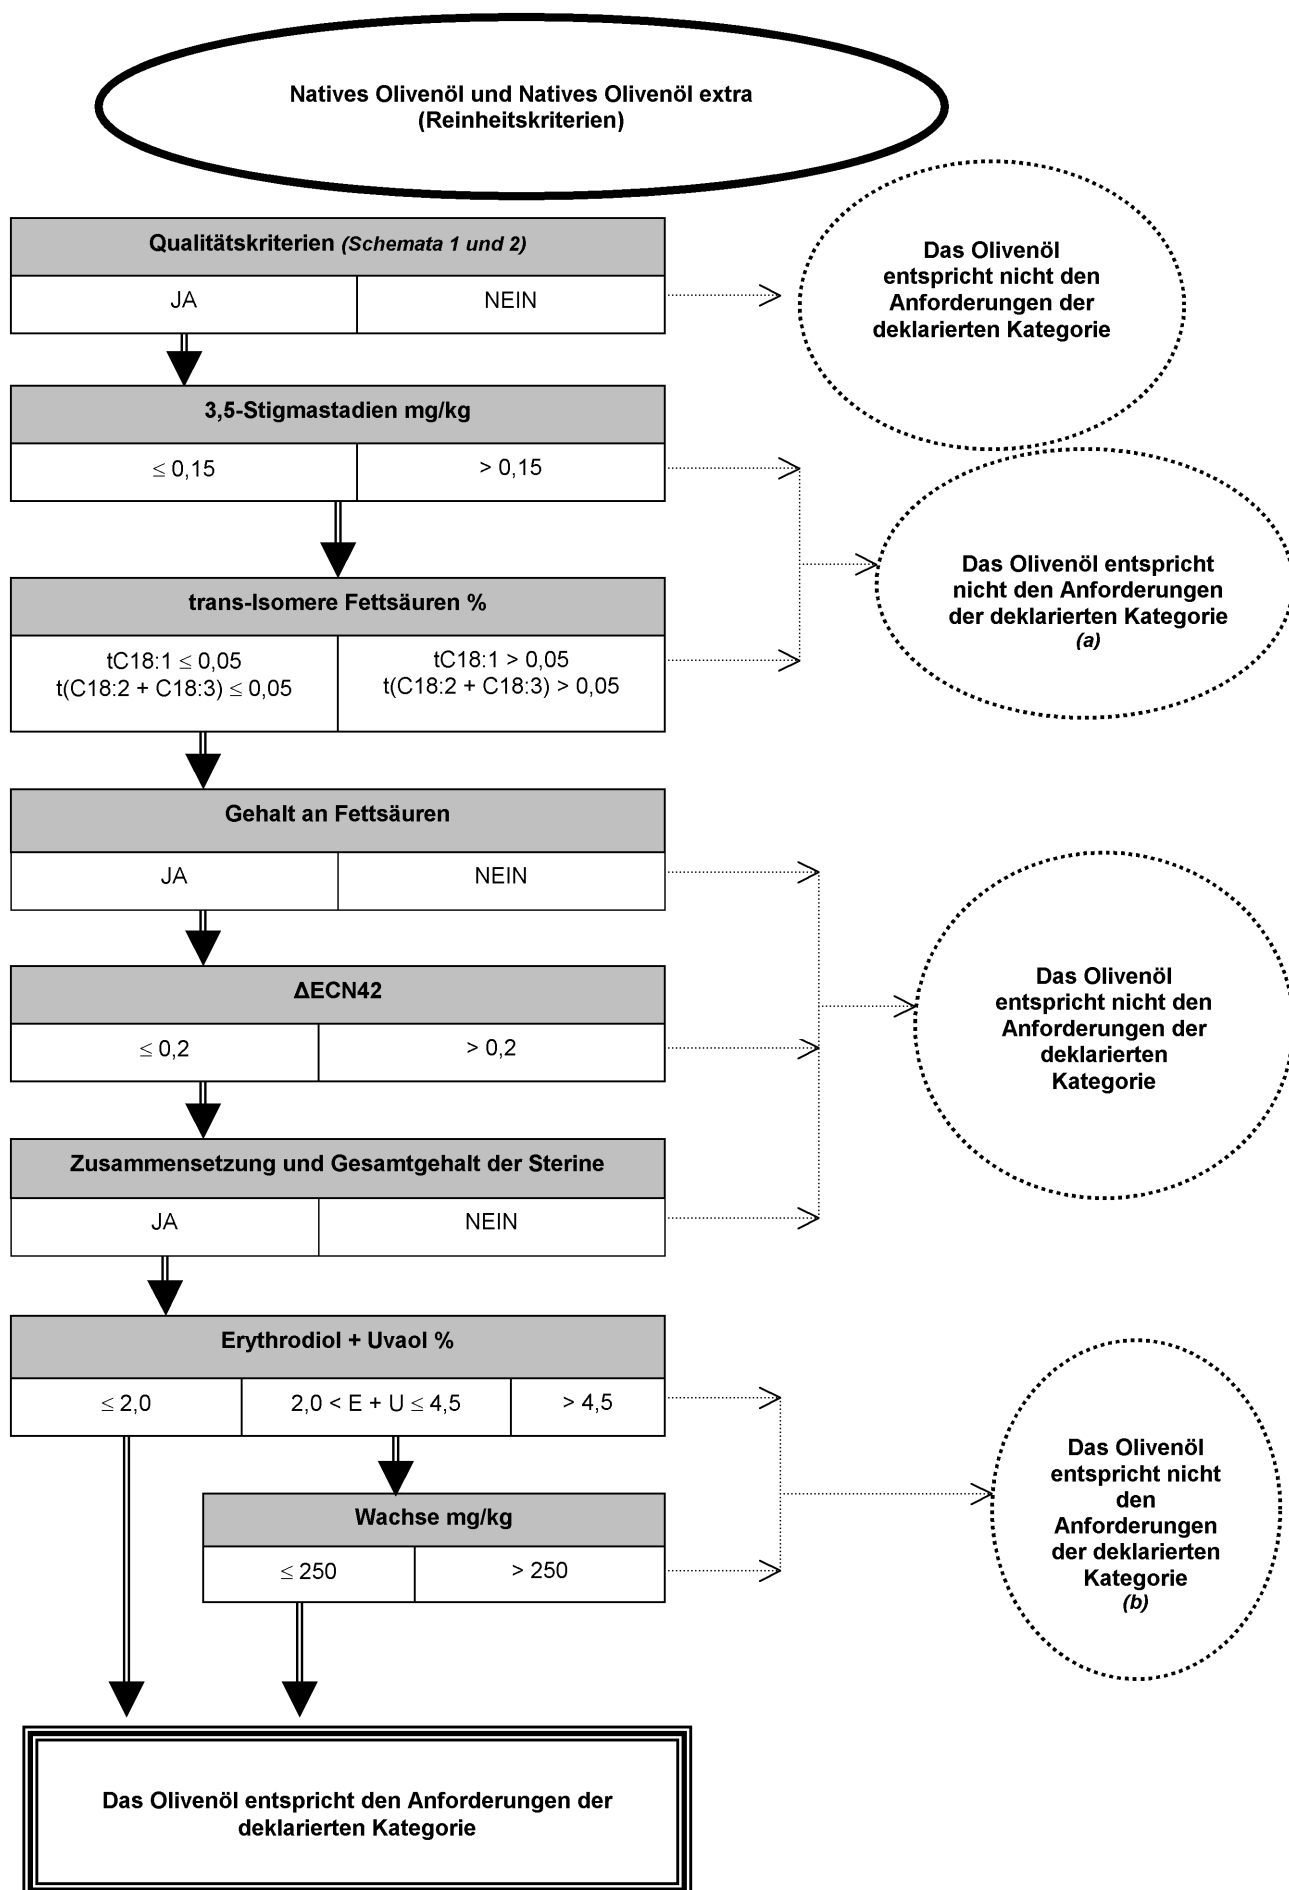 Natives Olivenöl und Natives Olivenöl extra
(Reinheitskriterien)
Qualitätskriterien (Schemata 1 und 2)
JA
NEIN
Das Olivenöl
entspricht nicht den
Anforderungen der
deklarierten Kategorie
3,5-Stigmastadien mg/kg
≤ 0,15
> 0,15
Das Olivenöl entspricht
nicht den Anforderungen
der deklarierten Kategorie
(a)
trans-Isomere Fettsäuren %
tC18:1 ≤ 0,05
t(C18:2 + C18:3) ≤ 0,05
tC18:1 > 0,05
t(C18:2 + C18:3) > 0,05
Gehalt an Fettsäuren
JA
NEIN
ΔECN42
≤ 0,2
> 0,2
Das Olivenöl
entspricht nicht den
Anforderungen der
deklarierten
Kategorie
Zusammensetzung und Gesamtgehalt der Sterine
JA
NEIN
Erythrodiol + Uvaol %
≤ 2,0
2,0 < E + U ≤ 4,5
> 4,5
Wachse mg/kg
≤ 250
> 250
Das Olivenöl
entspricht nicht
den
Anforderungen
der deklarierten
Kategorie
(b)
Das Olivenöl entspricht den Anforderungen der
deklarierten Kategorie